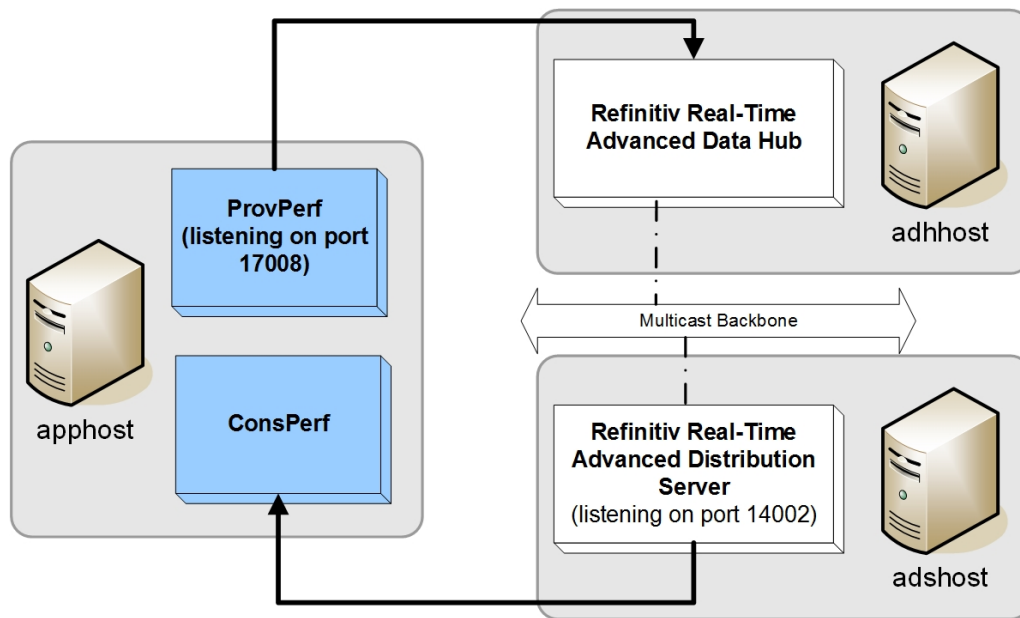 Refinitiv Real-Time
Advanced Data Hub
adhhost
ProvPerf
(listening on port
17008)
ConsPerf
apphost
Multicast Backbone
Refinitiv Real-Time
Advanced Distribution
Server
(listening on port 14002)
adshost